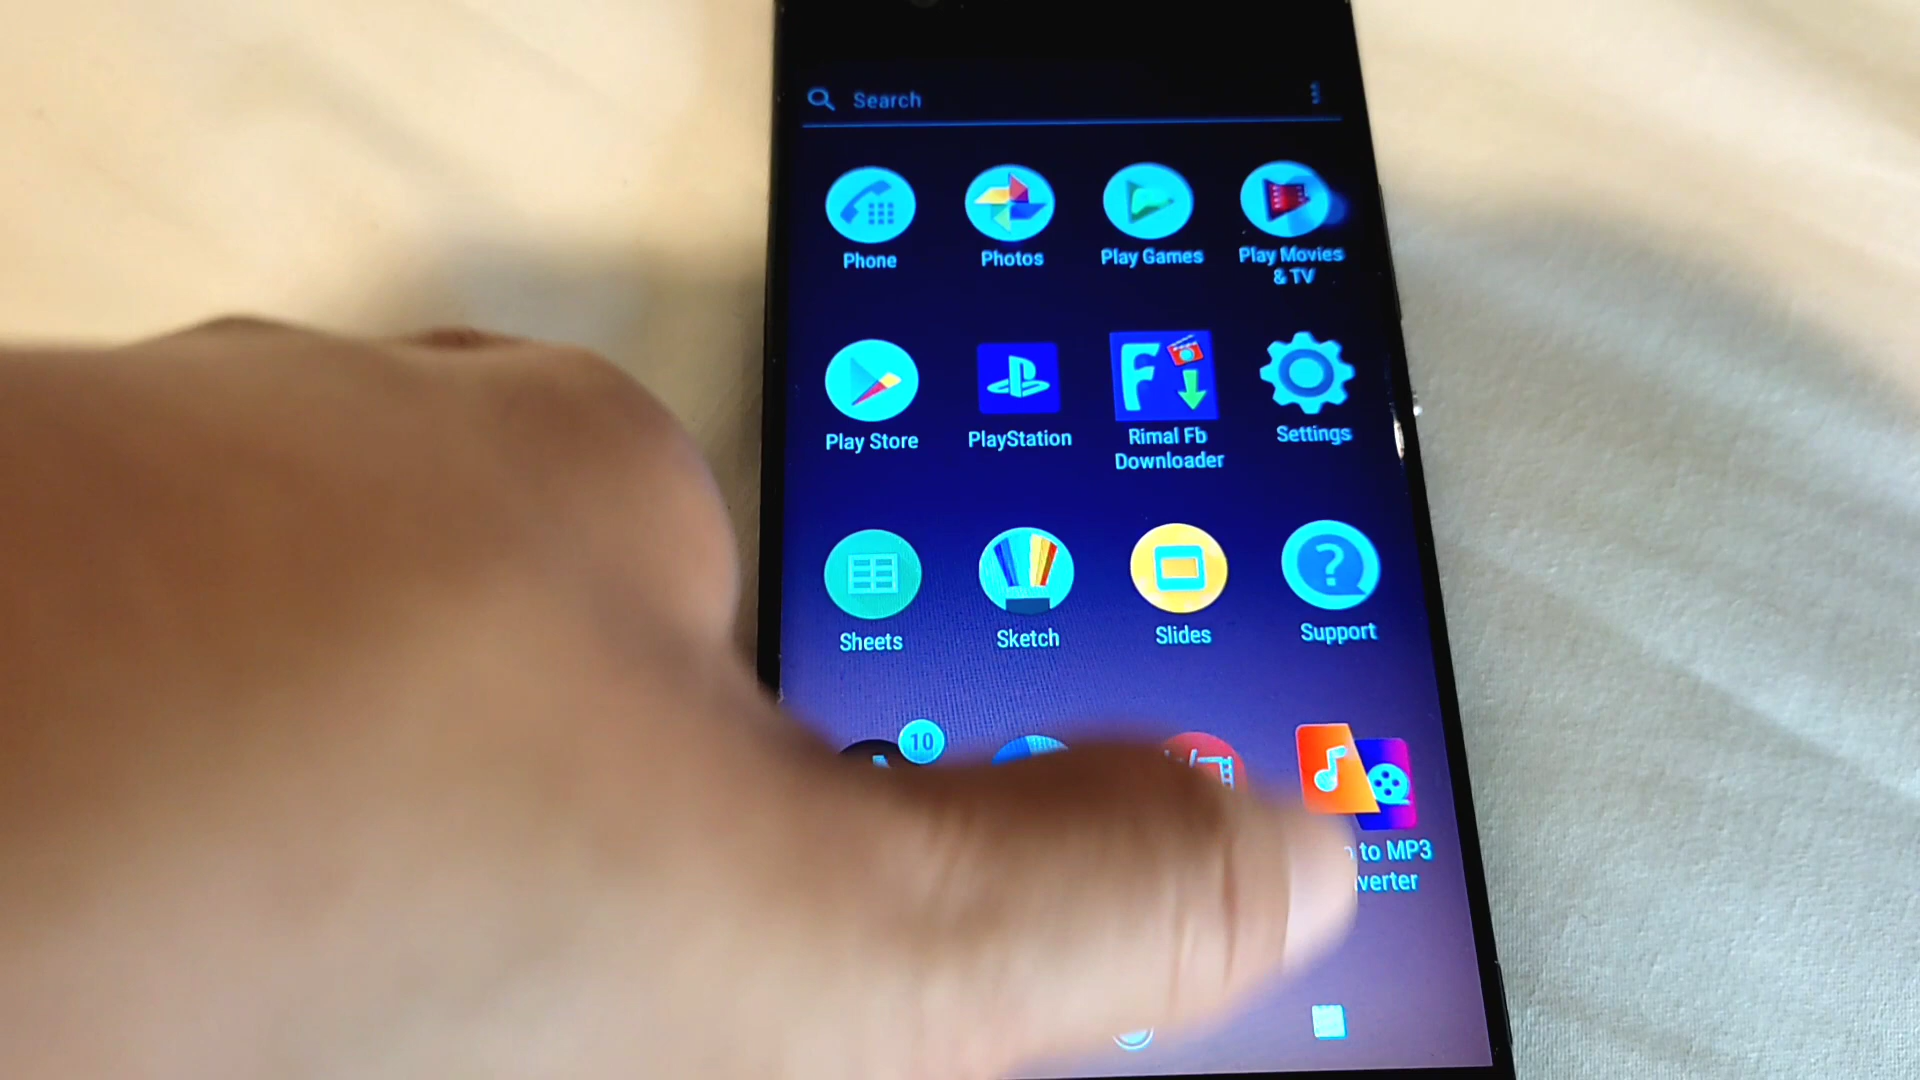 Search
Phone
Photos
Play Games
Play Movies
& TV
Play Store
PlayStation
F
Rimal Fb
Downloader
Settings
Sheets
Sketch
Slides
?
Support
10
to MP3
verter